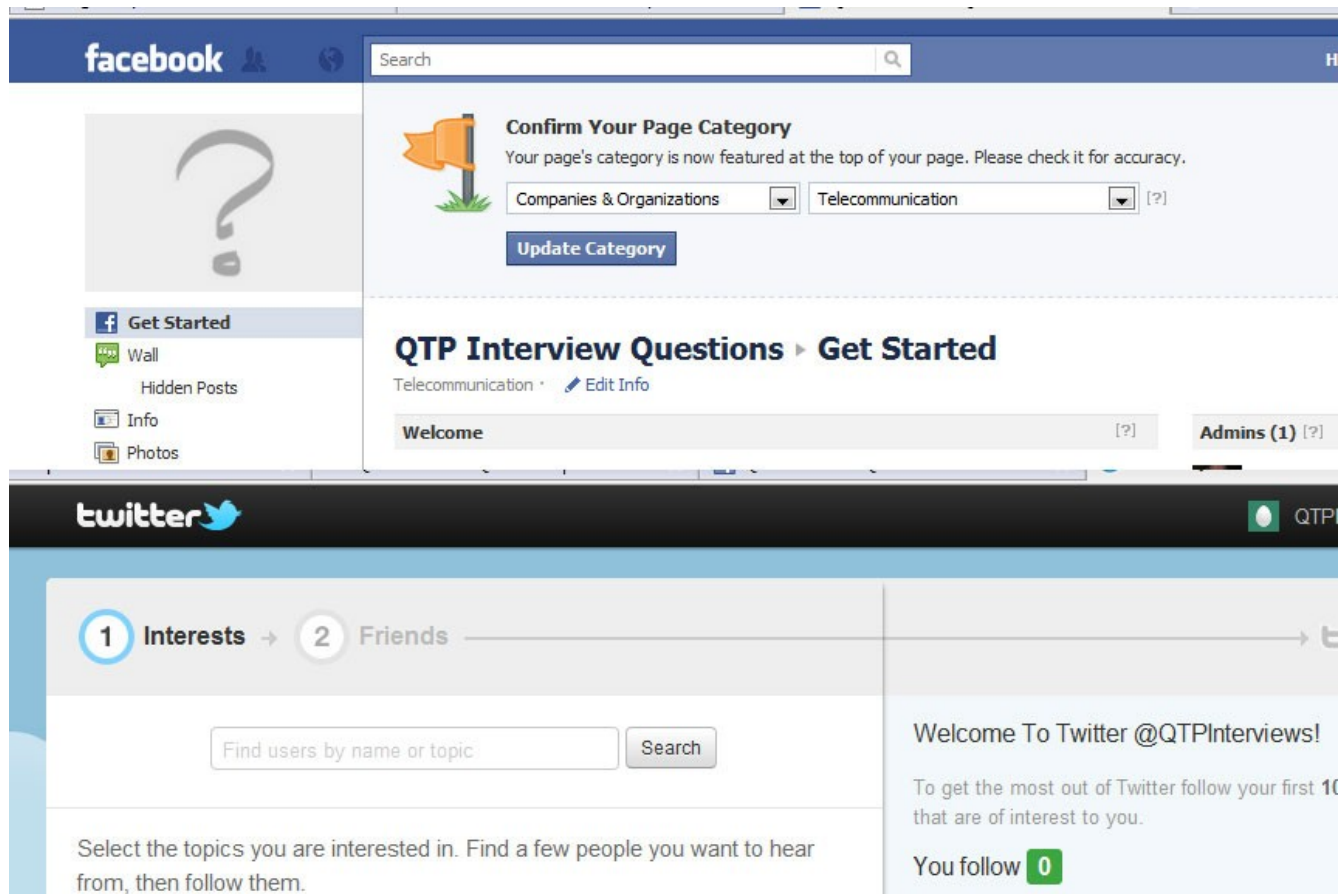 facebook
Search
H
Confirm Your Page Category
Your page's category is now featured at the top of your page. Please check it for accuracy.
Companies & Organizations Telecommunication [?]
Update Category
Get Started
Wall
Hidden Posts
Info
Photos
QTP Interview Questions ▸ Get Started
Telecommunication · Edit Info
Welcome [?]
Admins (1) [?]
twitter
QTPI
1 Interests → 2 Friends
Find users by name or topic Search
Select the topics you are interested in. Find a few people you want to hear
from, then follow them.
Welcome To Twitter @QTPInterviews!
To get the most out of Twitter follow your first 10
that are of interest to you.
You follow 0